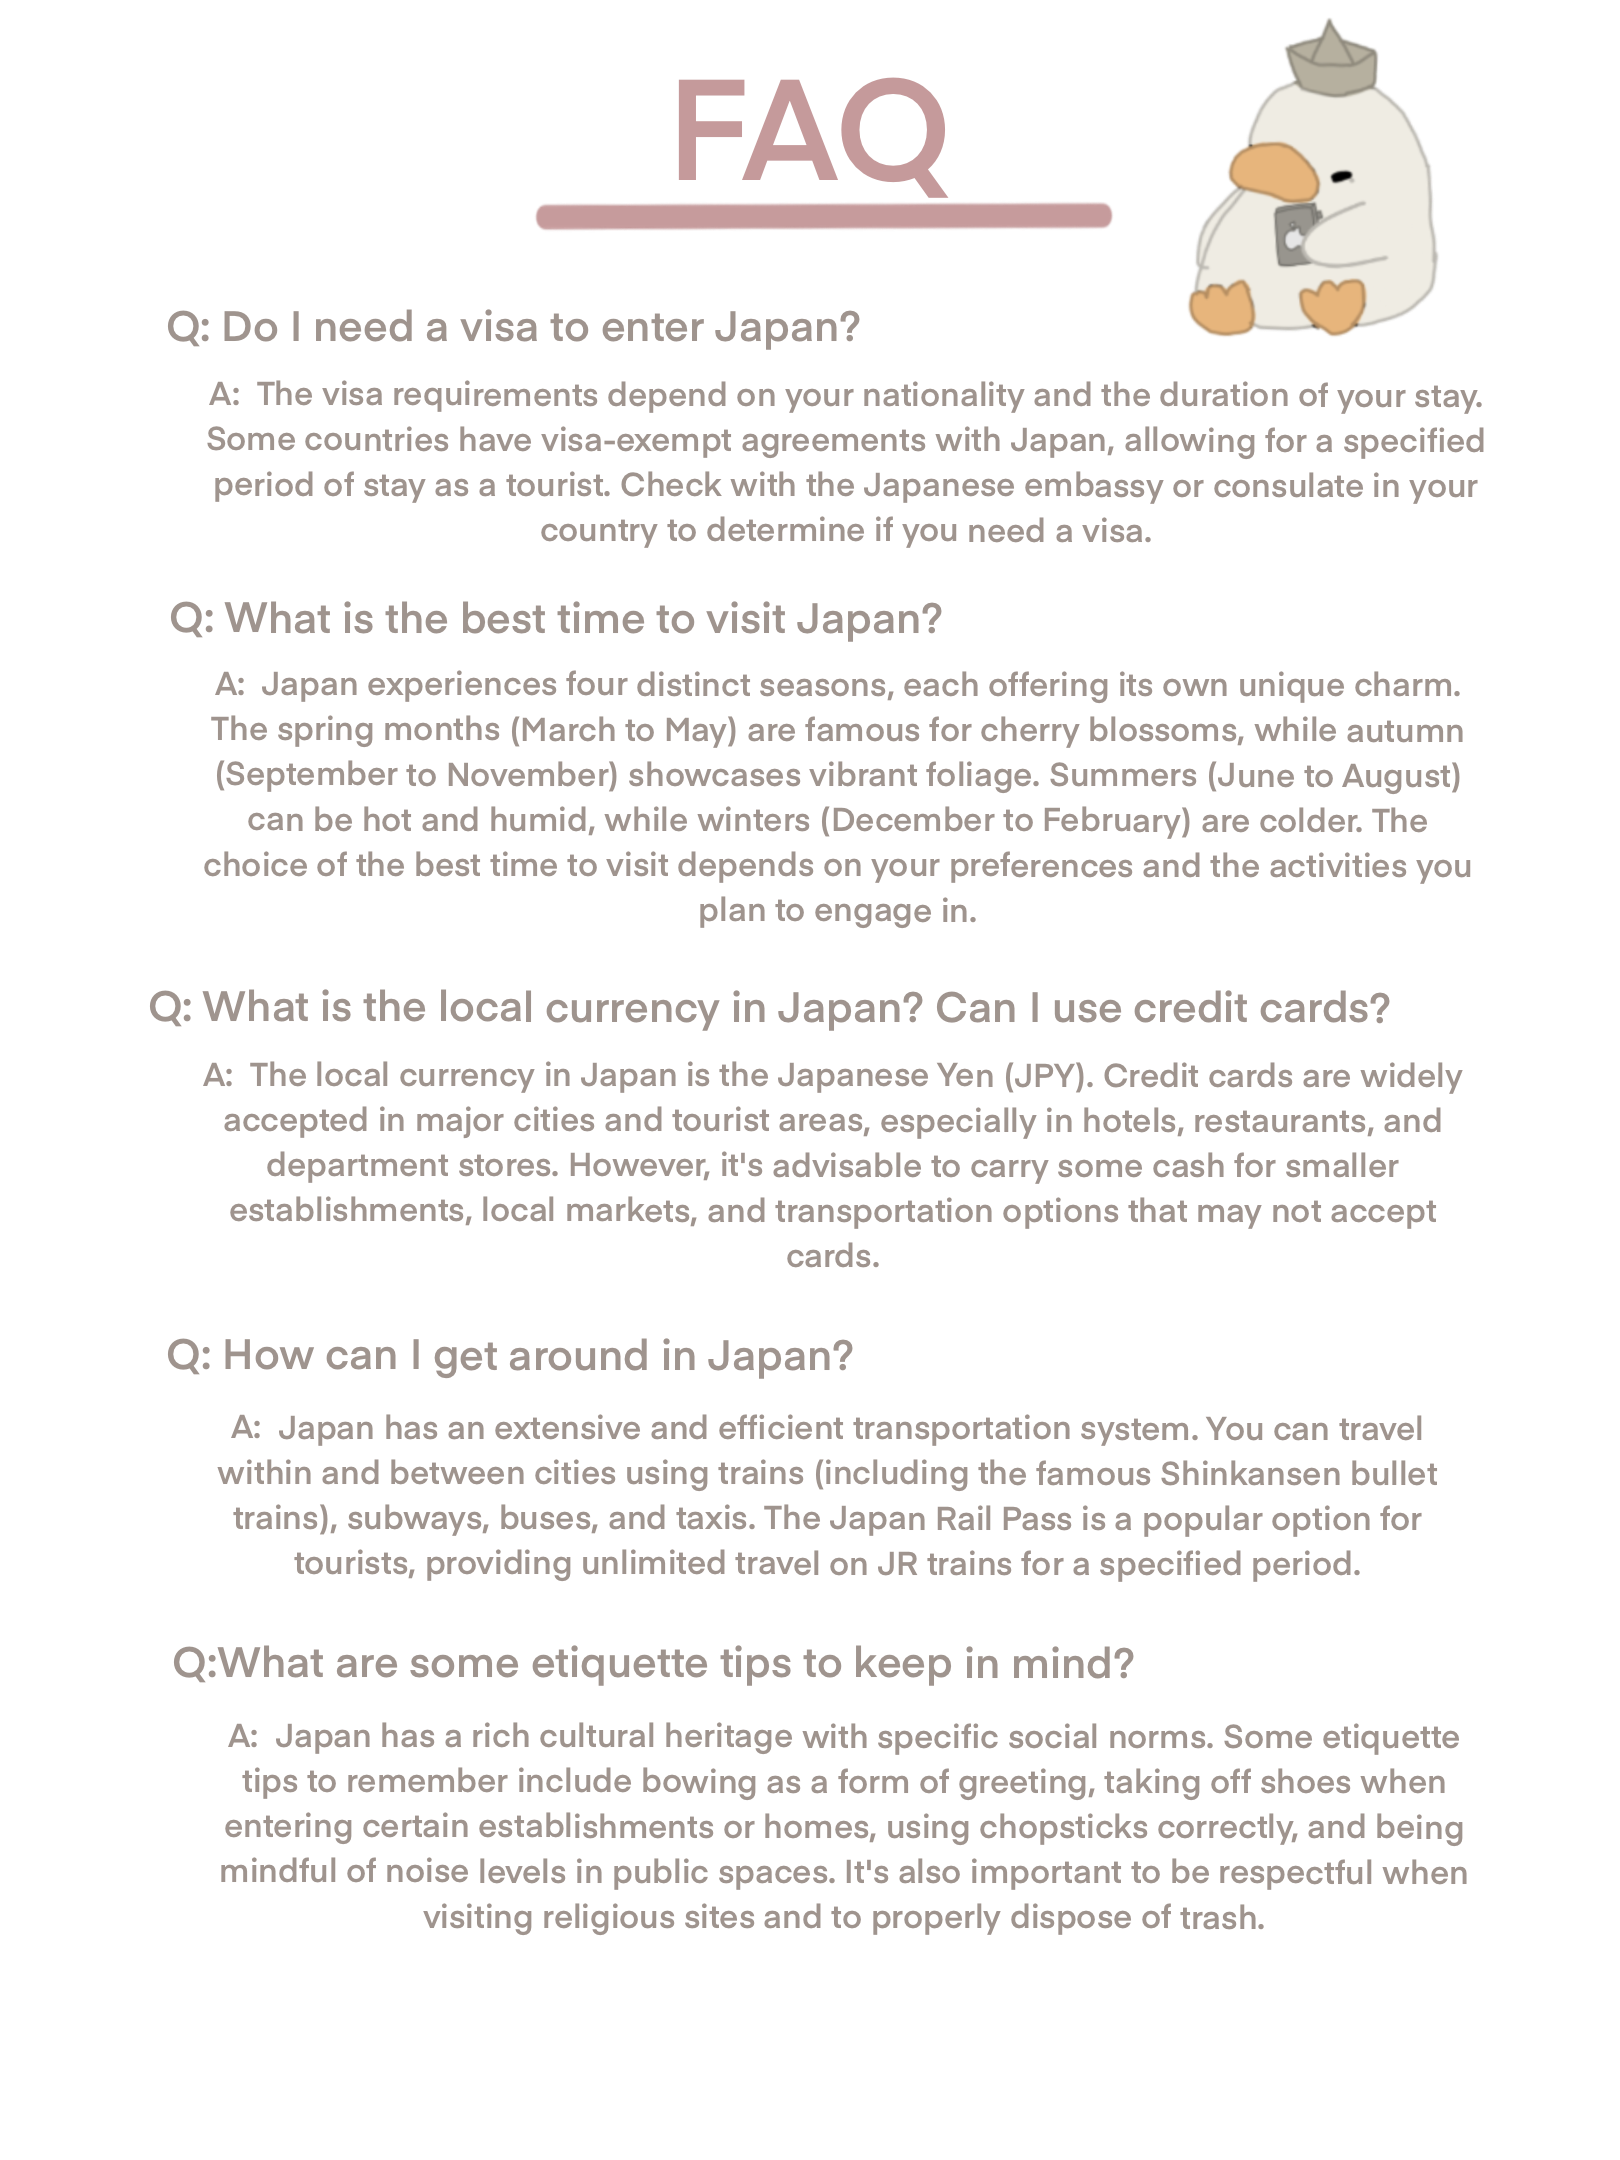 FAQ
Q: Do I need a visa to enter Japan?
A: The visa requirements depend on your nationality and the duration of your stay.
Some countries have visa-exempt agreements with Japan, allowing for a specified
period of stay as a tourist. Check with the Japanese embassy or consulate in your
country to determine if you need a visa.
Q: What is the best time to visit Japan?
A: Japan experiences four distinct seasons, each offering its own unique charm.
The spring months (March to May) are famous for cherry blossoms, while autumn
(September to November) showcases vibrant foliage. Summers (June to August)
can be hot and humid, while winters (December to February) are colder. The
choice of the best time to visit depends on your preferences and the activities you
plan to engage in.
Q: What is the local currency in Japan? Can I use credit cards?
A: The local currency in Japan is the Japanese Yen (JPY). Credit cards are widely
accepted in major cities and tourist areas, especially in hotels, restaurants, and
department stores. However, it's advisable to carry some cash for smaller
establishments, local markets, and transportation options that may not accept
cards.
Q: How can I get around in Japan?
A: Japan has an extensive and efficient transportation system. You can travel
within and between cities using trains (including the famous Shinkansen bullet
trains), subways, buses, and taxis. The Japan Rail Pass is a popular option for
tourists, providing unlimited travel on JR trains for a specified period.
Q:What are some etiquette tips to keep in mind?
A: Japan has a rich cultural heritage with specific social norms. Some etiquette
tips to remember include bowing as a form of greeting, taking off shoes when
entering certain establishments or homes, using chopsticks correctly, and being
mindful of noise levels in public spaces. It's also important to be respectful when
visiting religious sites and to properly dispose of trash.